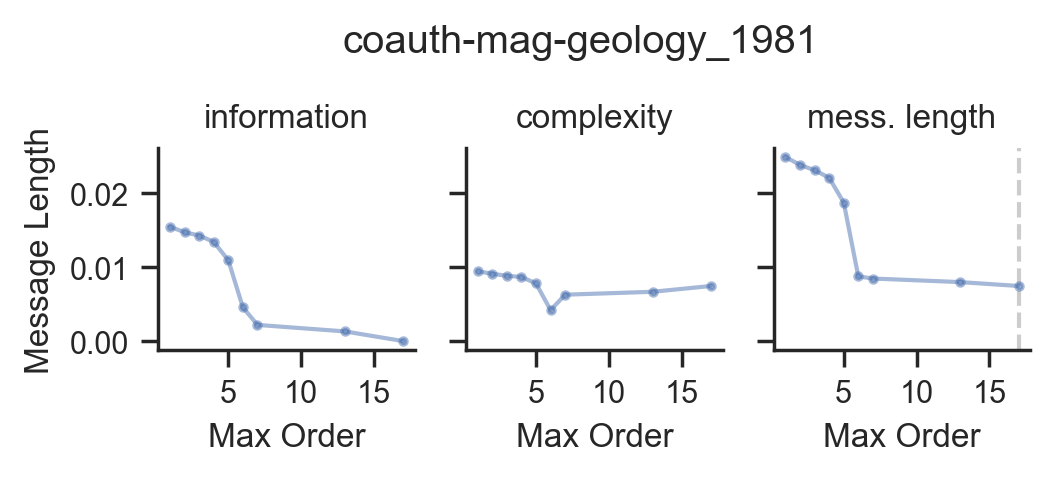 coauth-mag-geology_1981
information complexity mess. length
Message Length
0.02
0.01
0.00
5 10 15 5 10 15 5 10 15
Max Order Max Order Max Order